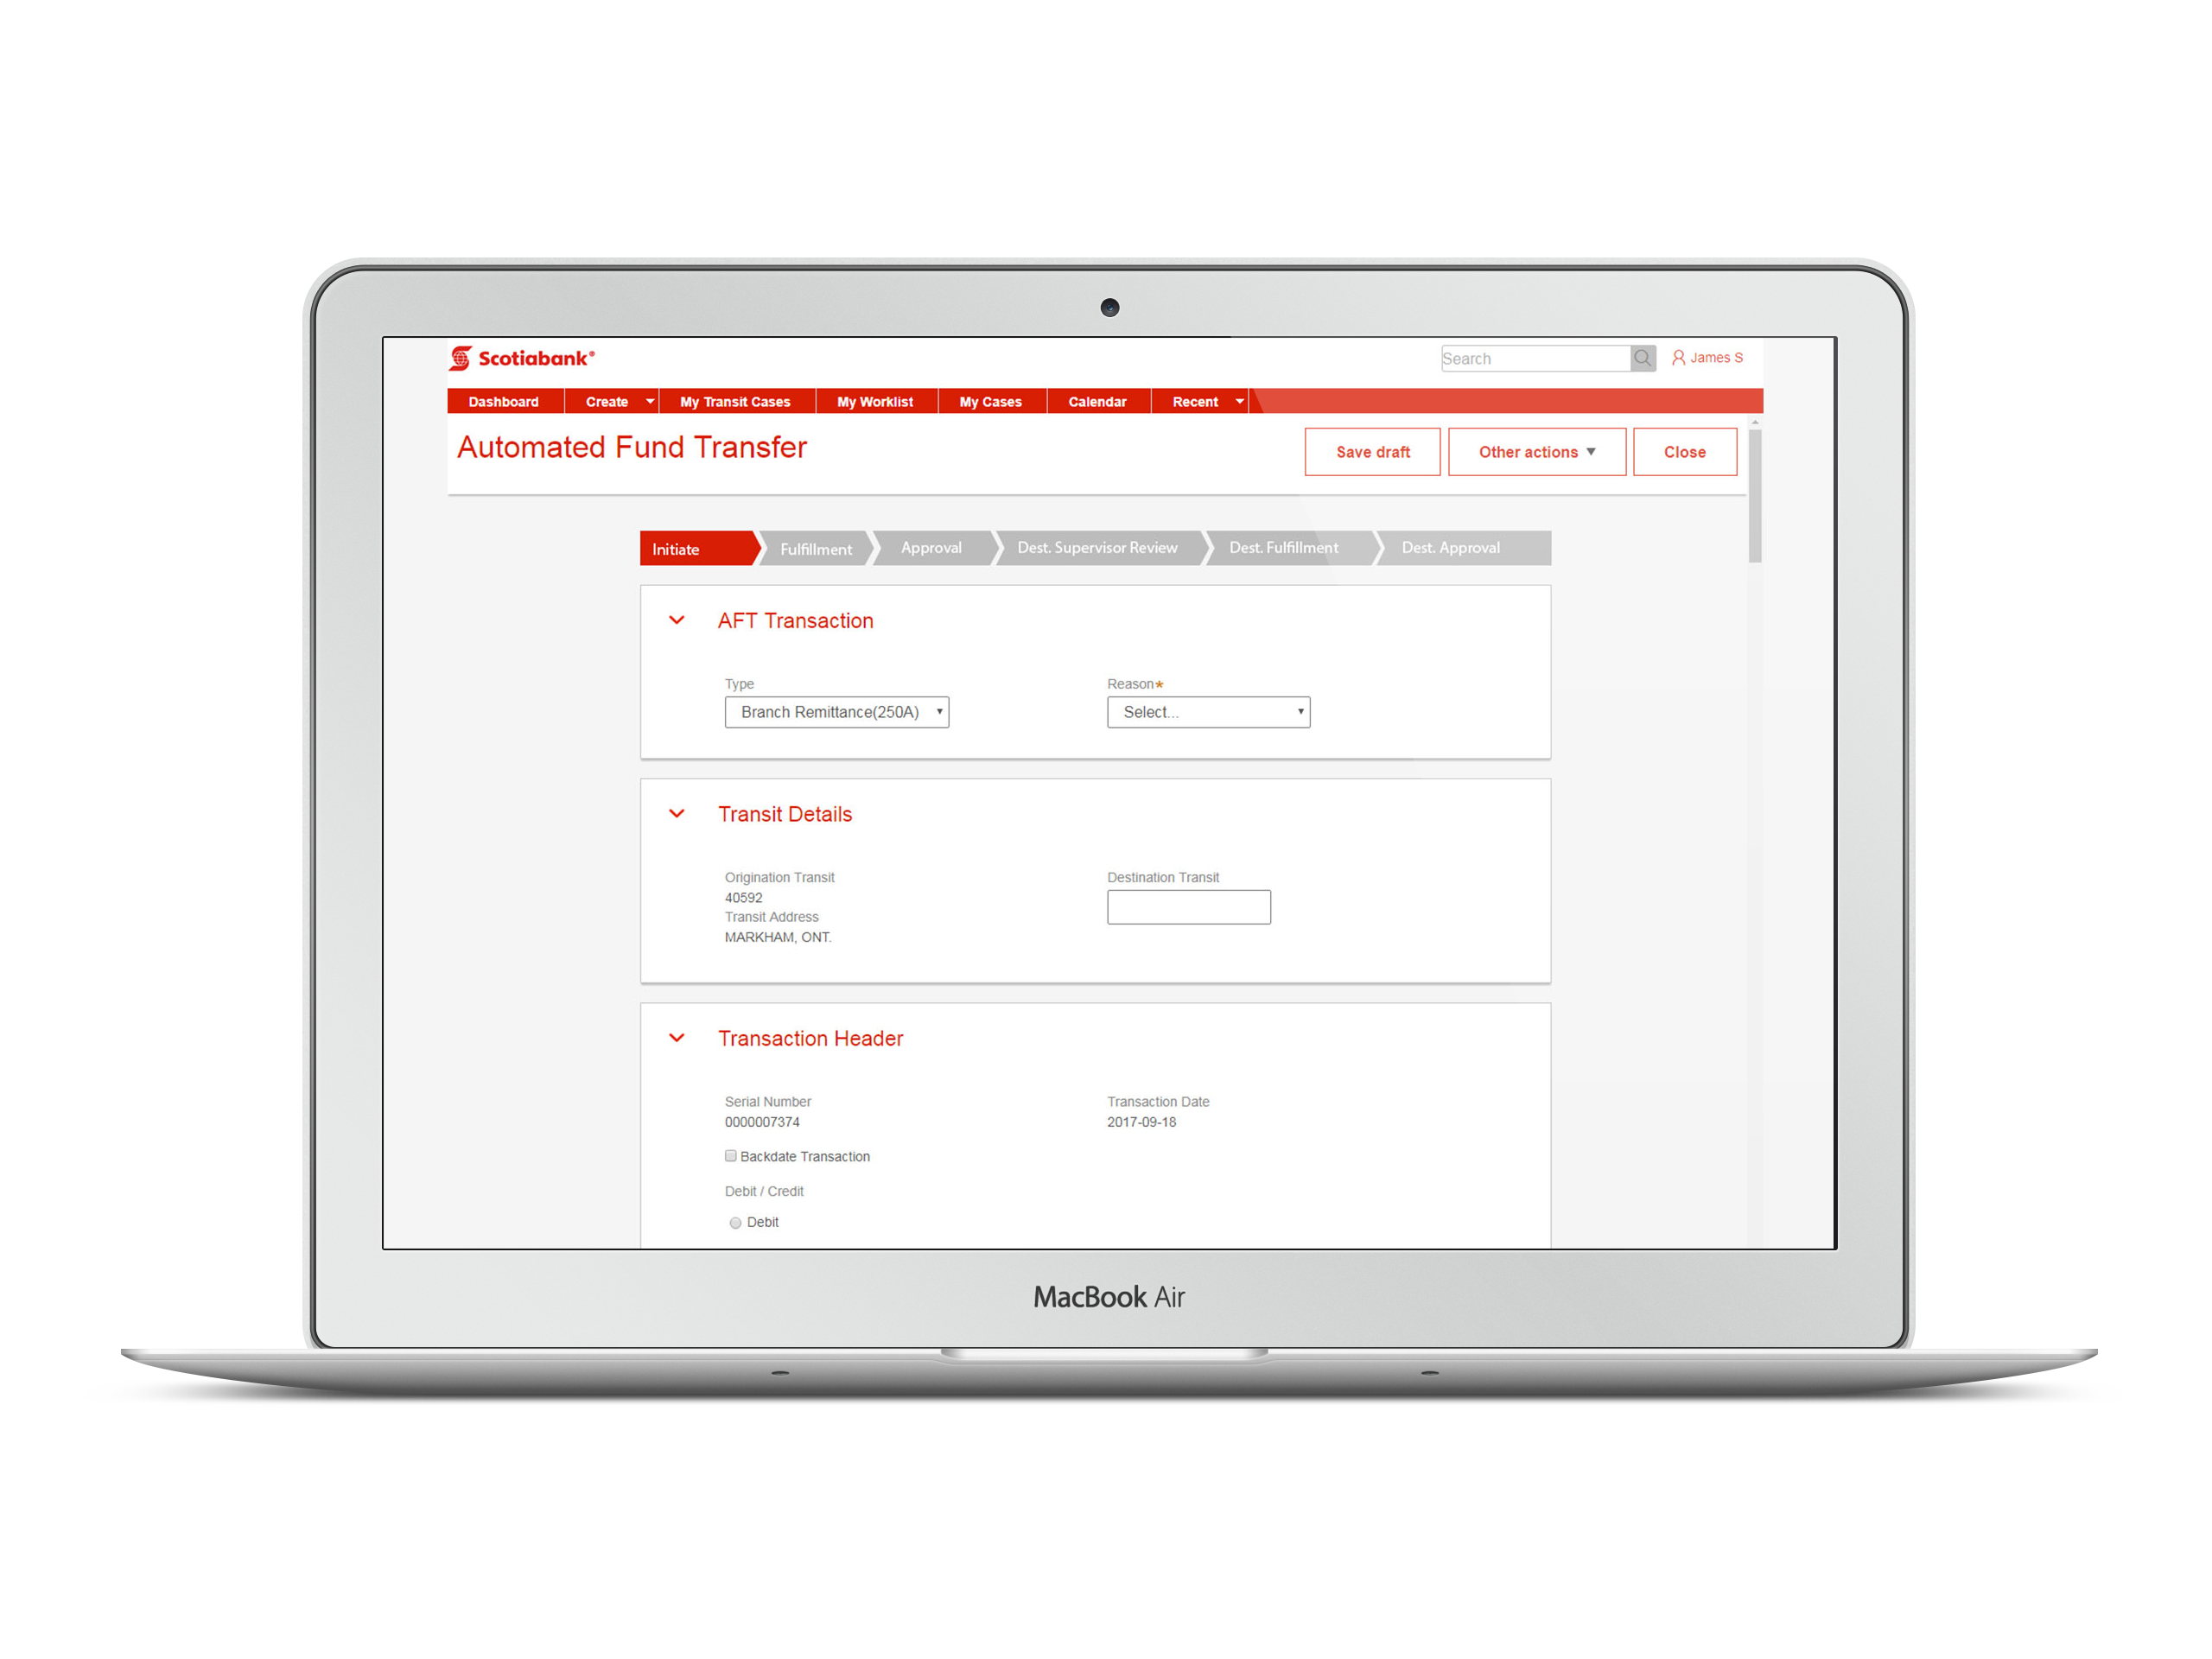 Scotiabank®
Search
James S
Dashboard Create My Transit Cases My Worklist My Cases Calendar Recent
Automated Fund Transfer
Save draft Other actions Close
Initiate Fulfillment Approval Dest. Supervisor Review Dest. Fulfillment Dest. Approval
AFT Transaction
Type Reason*
Branch Remittance(250A) Select...
Transit Details
Origination Transit Destination Transit
40592
Transit Address
MARKHAM, ONT.
Transaction Header
Serial Number Transaction Date
0000007374 2017-09-18
Backdate Transaction
Debit / Credit
Debit
MacBook Air